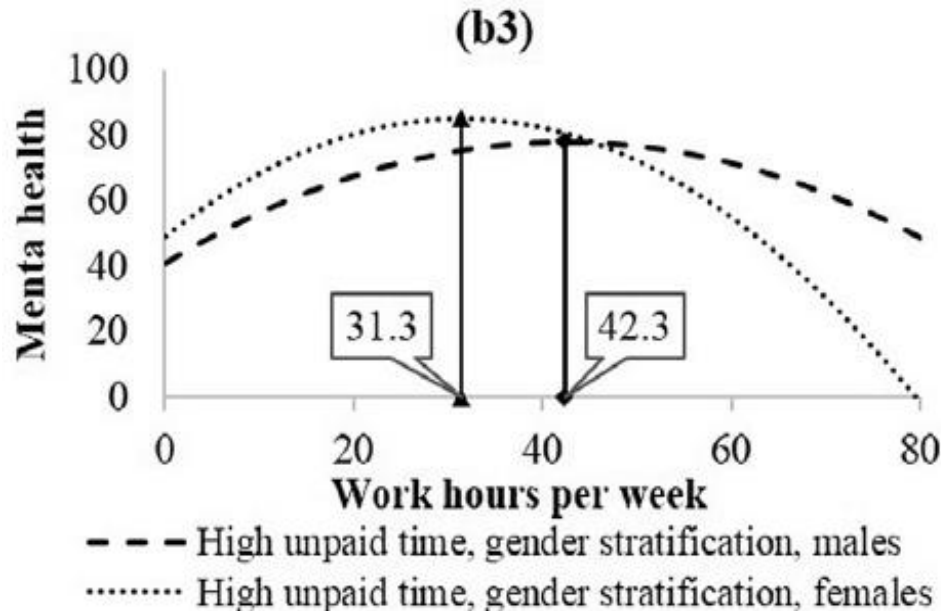 (b3)
Menta health
100
80
60
40
20
0
31.3
42.3
0 20 40 60 80
Work hours per week
High unpaid time, gender stratification, males
High unpaid time, gender stratification, females